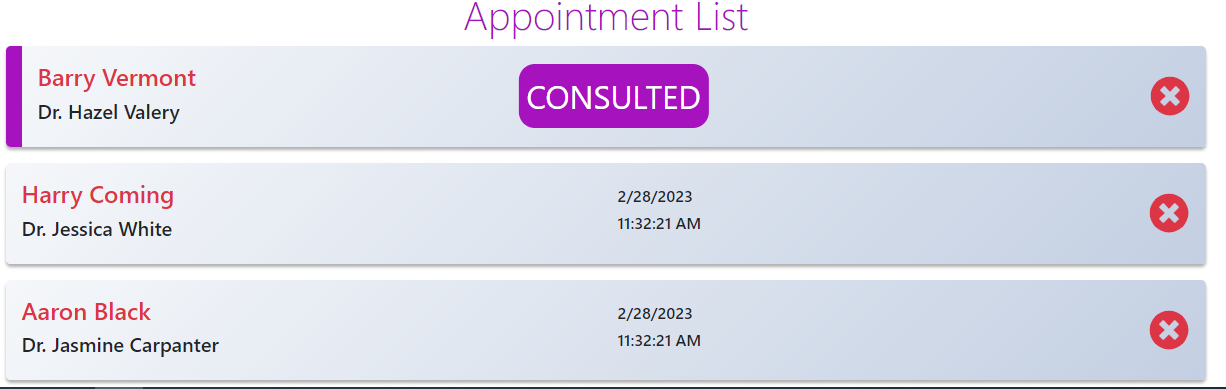 Appointment List
Barry Vermont
Dr. Hazel Valery
CONSULTED
Harry Coming
Dr. Jessica White
2/28/2023
11:32:21 AM
Aaron Black
Dr. Jasmine Carpanter
2/28/2023
11:32:21 AM